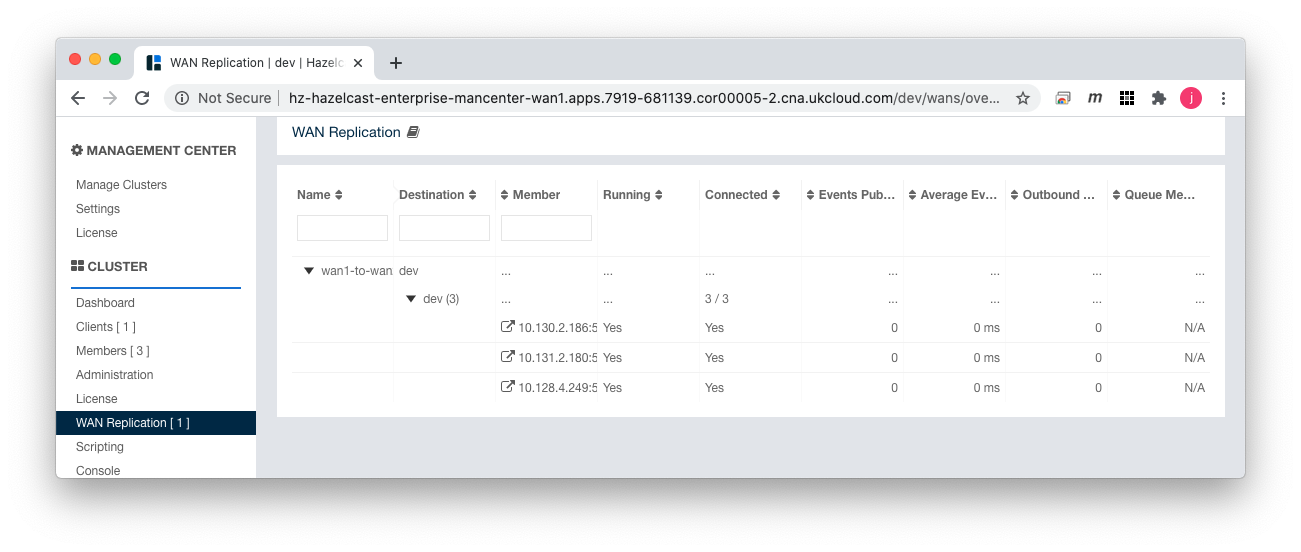 WAN Replication | dev | Hazelc
Not Secure | hz-hazelcast-enterprise-mancenter-wan1.apps.7919-681139.cor00005-2.cna.ukcloud.com/dev/wans/ove...
m
j
MANAGEMENT CENTER
Manage Clusters
Settings
License
CLUSTER
Dashboard
Clients [ 1 ]
Members [ 3 ]
Administration
License
WAN Replication [ 1 ]
Scripting
Console
WAN Replication
Name Destination Member Running Connected Events Pub... Average Ev... Outbound ... Queue Me...
wan1-to-wan dev ... ... ... ... ... ... ...
dev (3) ... ... 3 / 3 ... ... ... ...
10.130.2.186:5 Yes Yes 0 0 ms 0 N/A
10.131.2.180:5 Yes Yes 0 0 ms 0 N/A
10.128.4.249:5 Yes Yes 0 0 ms 0 N/A